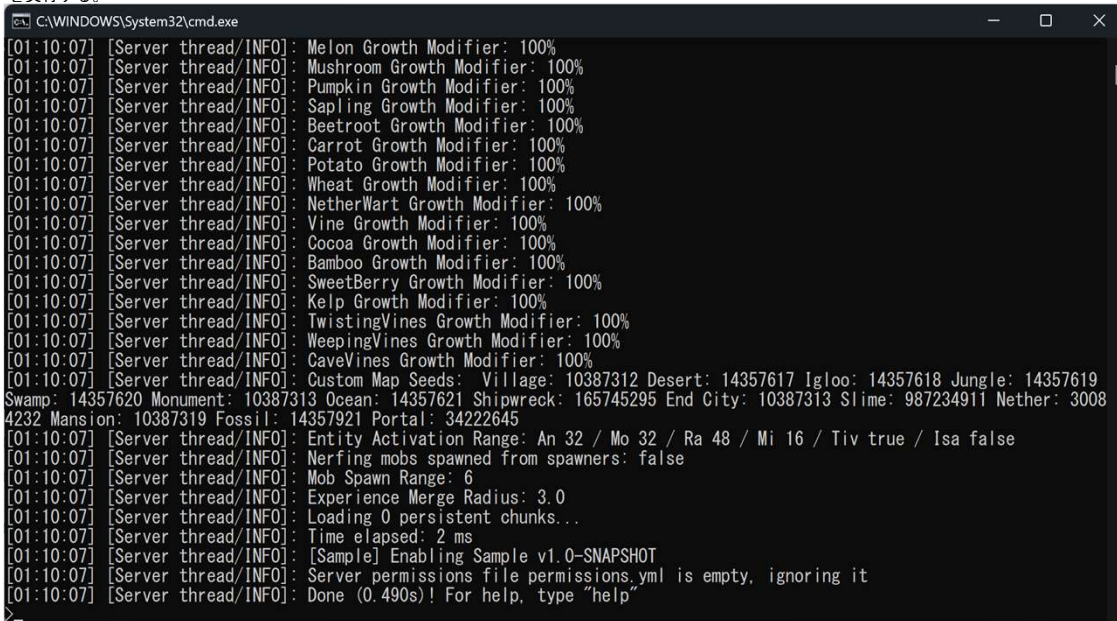 を実行する。
C:\WINDOWS\System32\cmd.exe
[01:10:07] [Server thread/INFO]: Melon Growth Modifier: 100%
[01:10:07] [Server thread/INFO]: Mushroom Growth Modifier: 100%
[01:10:07] [Server thread/INFO]: Pumpkin Growth Modifier: 100%
[01:10:07] [Server thread/INFO]: Sapling Growth Modifier: 100%
[01:10:07] [Server thread/INFO]: Beetroot Growth Modifier: 100%
[01:10:07] [Server thread/INFO]: Carrot Growth Modifier: 100%
[01:10:07] [Server thread/INFO]: Potato Growth Modifier: 100%
[01:10:07] [Server thread/INFO]: Wheat Growth Modifier: 100%
[01:10:07] [Server thread/INFO]: NetherWart Growth Modifier: 100%
[01:10:07] [Server thread/INFO]: Vine Growth Modifier: 100%
[01:10:07] [Server thread/INFO]: Cocoa Growth Modifier: 100%
[01:10:07] [Server thread/INFO]: Bamboo Growth Modifier: 100%
[01:10:07] [Server thread/INFO]: SweetBerry Growth Modifier: 100%
[01:10:07] [Server thread/INFO]: Kelp Growth Modifier: 100%
[01:10:07] [Server thread/INFO]: TwistingVines Growth Modifier: 100%
[01:10:07] [Server thread/INFO]: WeepingVines Growth Modifier: 100%
[01:10:07] [Server thread/INFO]: CaveVines Growth Modifier: 100%
[01:10:07] [Server thread/INFO]: Custom Map Seeds:  Village: 10387312 Desert: 14357617 Igloo: 14357618 Jungle: 14357619
Swamp: 14357620 Monument: 10387313 Ocean: 14357621 Shipwreck: 165745295 End City: 10387313 Slime: 987234911 Nether: 3008
4232 Mansion: 10387319 Fossil: 14357921 Portal: 34222645
[01:10:07] [Server thread/INFO]: Entity Activation Range: An 32 / Mo 32 / Ra 48 / Mi 16 / Tiv true / Isa false
[01:10:07] [Server thread/INFO]: Nerfing mobs spawned from spawners: false
[01:10:07] [Server thread/INFO]: Mob Spawn Range: 6
[01:10:07] [Server thread/INFO]: Experience Merge Radius: 3.0
[01:10:07] [Server thread/INFO]: Loading 0 persistent chunks...
[01:10:07] [Server thread/INFO]: Time elapsed: 2 ms
[01:10:07] [Server thread/INFO]: [Sample] Enabling Sample v1.0-SNAPSHOT
[01:10:07] [Server thread/INFO]: Server permissions file permissions.yml is empty, ignoring it
[01:10:07] [Server thread/INFO]: Done (0.490s)! For help, type "help"
>